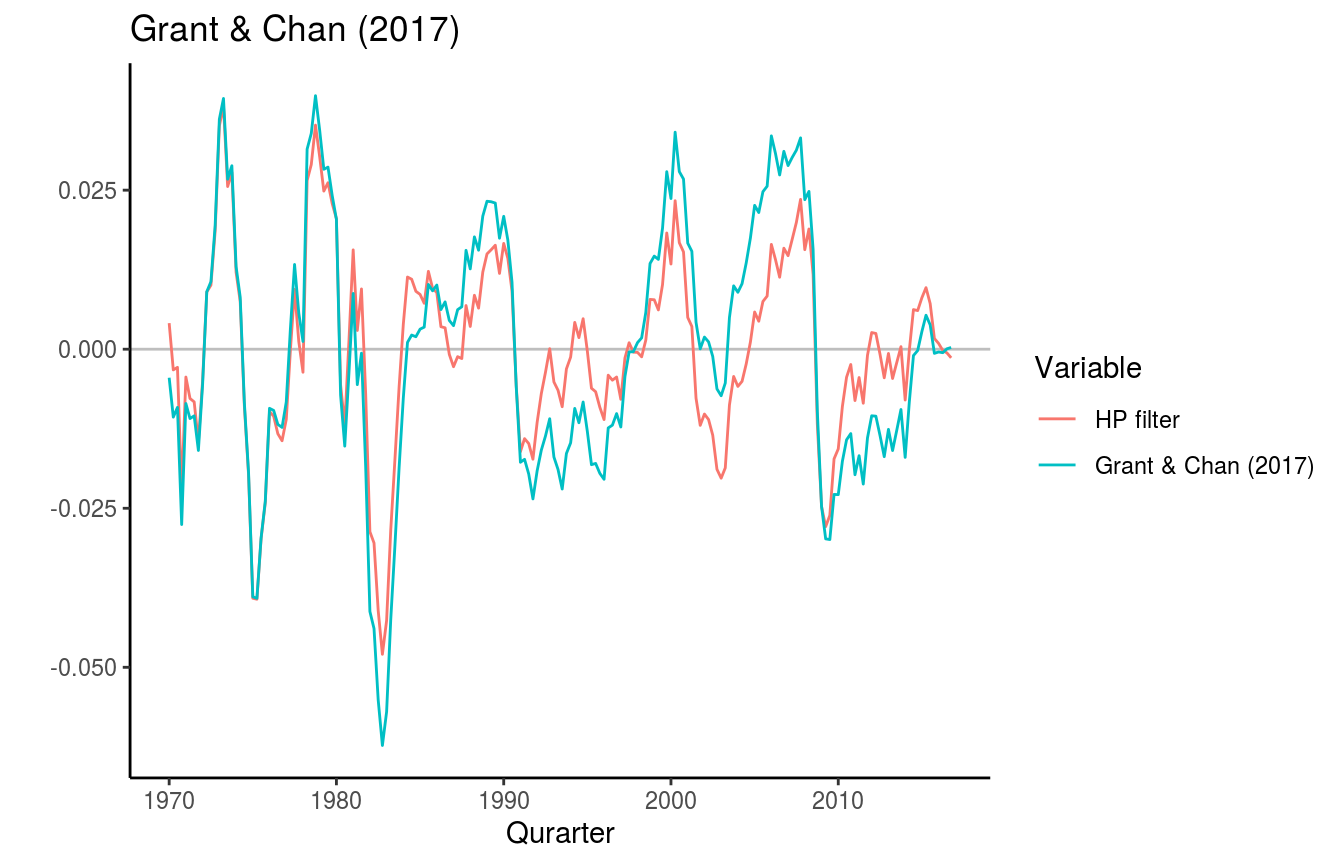 Grant & Chan (2017)
0.025
0.000
-0.025
-0.050
1970
1980
1990
2000
2010
Qurarter
Variable
HP filter
Grant & Chan (2017)